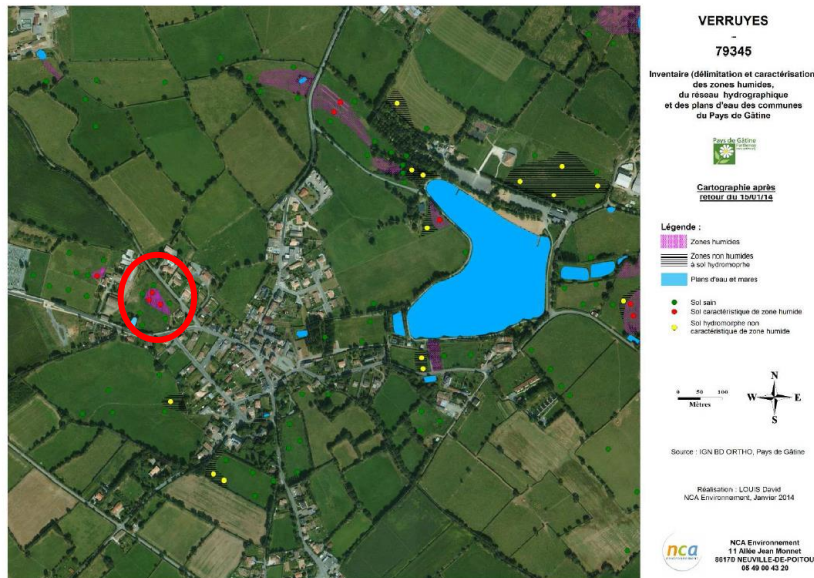 VERRUYES
–
79345
Inventaire (délimitation et caractérisation
des zones humides,
du réseau hydrographique
et des plans d'eau des communes
du Pays de Gâtine
Pays de Gâtine
Cartographie après
retour du 15/01/14
Légende :
Zones humides
Zones non humides
à sol hydromorphe
Plans d'eau et mares
Sol sain
Sol caractéristique de zone humide
Sol hydromorphe non
caractéristique de zone humide
0 50 100
Mètres
N
W E
S
Source : IGN BD ORTHO, Pays de Gâtine
Réalisation : LOUIS David
NCA Environnement, Janvier 2014
nca
NCA Environnement
11 Allée Jean Monnet
86170 NEUVILLE-DE-POITOU
05 49 00 43 20